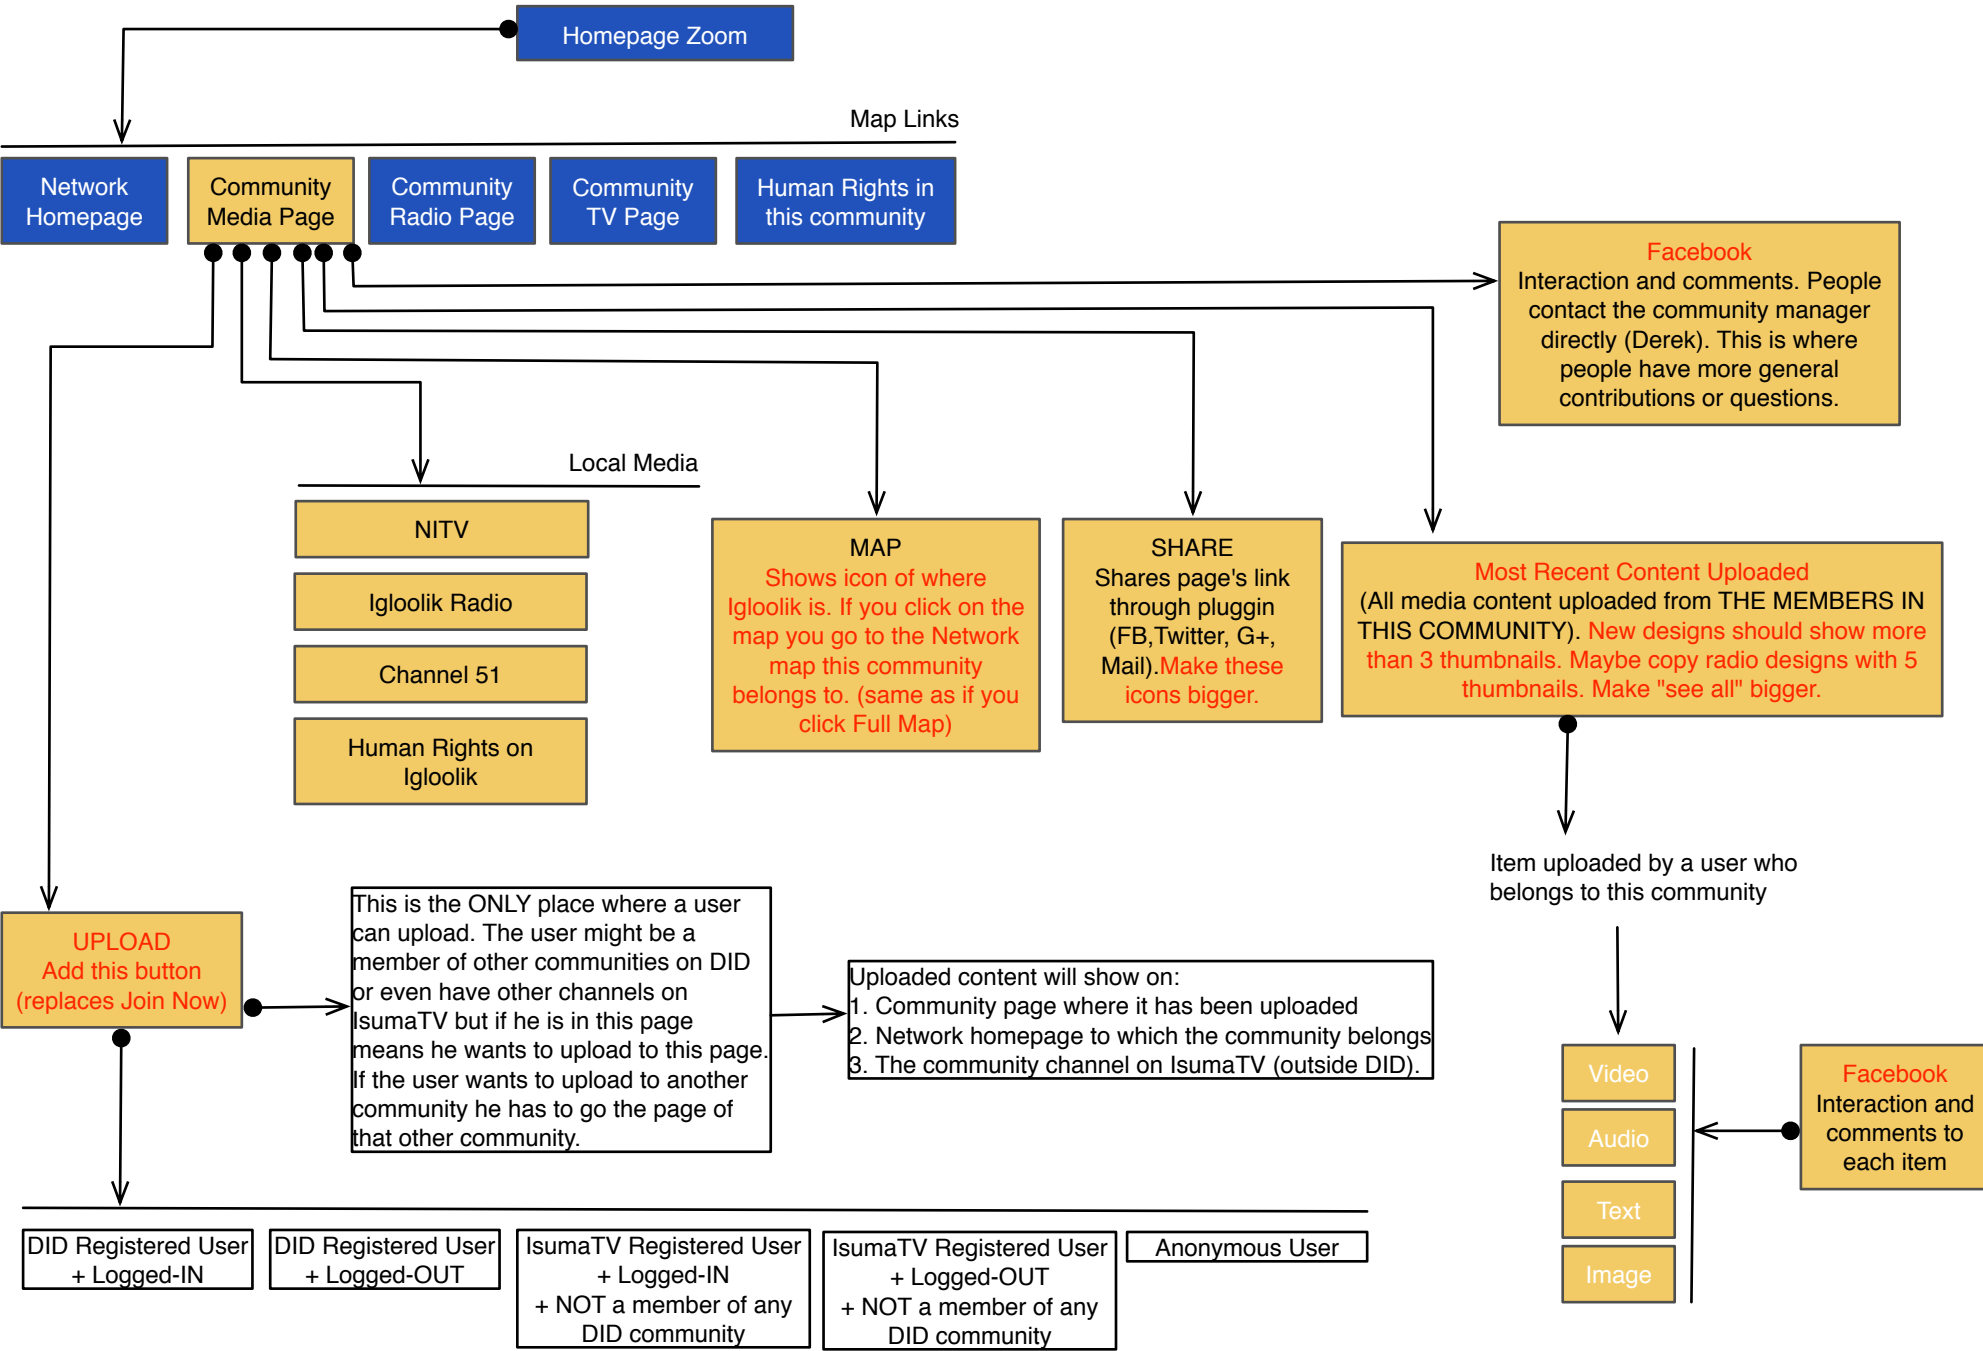 Homepage Zoom
Map Links
Network
Homepage
Community
Media Page
Community
Radio Page
Community
TV Page
Human Rights in
this community
Facebook
Interaction and comments. People
contact the community manager
directly (Derek). This is where
people have more general
contributions or questions.
Local Media
NITV
Igloolik Radio
Channel 51
Human Rights on
Igloolik
MAP
Shows icon of where
Igloolik is. If you click on the
map you go to the Network
map this community
belongs to. (same as if you
click Full Map)
SHARE
Shares page's link
through pluggin
(FB,Twitter, G+,
Mail).Make these
icons bigger.
Most Recent Content Uploaded
(All media content uploaded from THE MEMBERS IN
THIS COMMUNITY). New designs should show more
than 3 thumbnails. Maybe copy radio designs with 5
thumbnails. Make "see all" bigger.
Item uploaded by a user who
belongs to this community
UPLOAD
Add this button
(replaces Join Now)
This is the ONLY place where a user
can upload. The user might be a
member of other communities on DID
or even have other channels on
IsumaTV but if he is in this page
means he wants to upload to this page.
If the user wants to upload to another
community he has to go the page of
that other community.
Uploaded content will show on:
1. Community page where it has been uploaded
2. Network homepage to which the community belongs
3. The community channel on IsumaTV (outside DID).
Video
Audio
Text
Image
Facebook
Interaction and
comments to
each item
DID Registered User
+ Logged-IN
DID Registered User
+ Logged-OUT
IsumaTV Registered User
+ Logged-IN
+ NOT a member of any
DID community
IsumaTV Registered User
+ Logged-OUT
+ NOT a member of any
DID community
Anonymous User